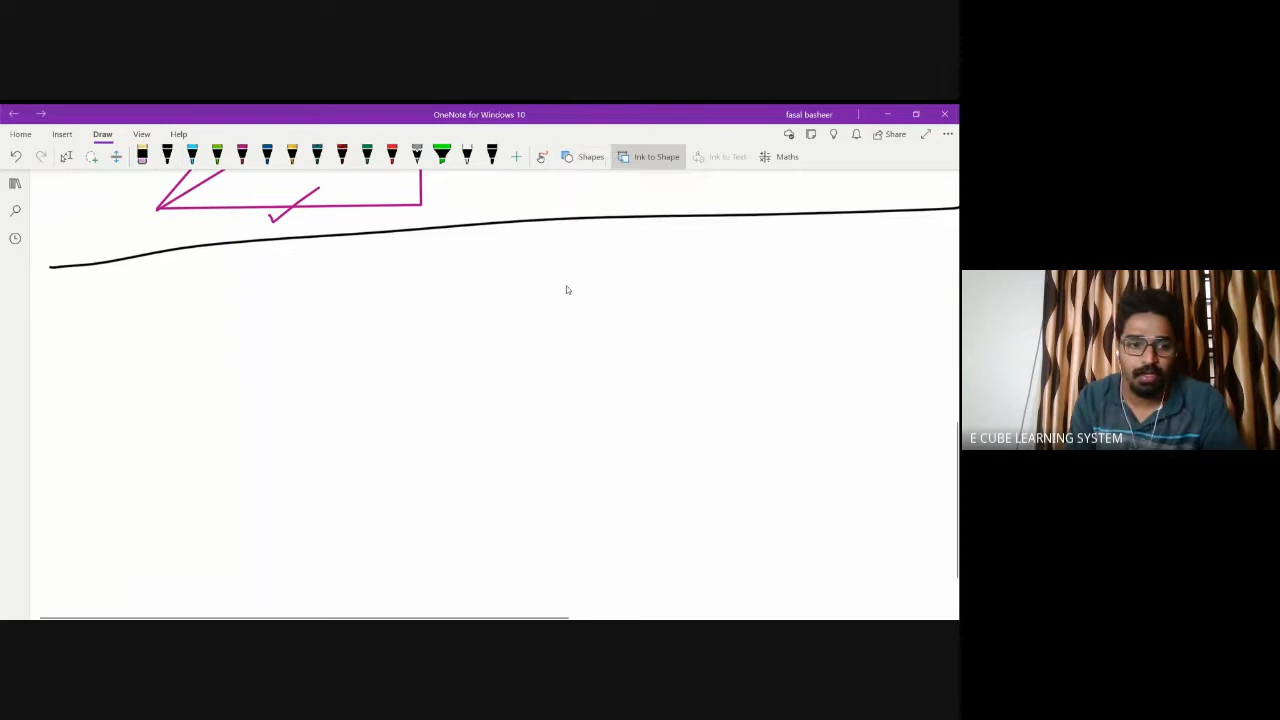 OneNote for Windows 10
fasal basheer
Home Insert Draw View Help
Share
Shapes
Ink to Shape
Ink to Text
Maths
E CUBE LEARNING SYSTEM